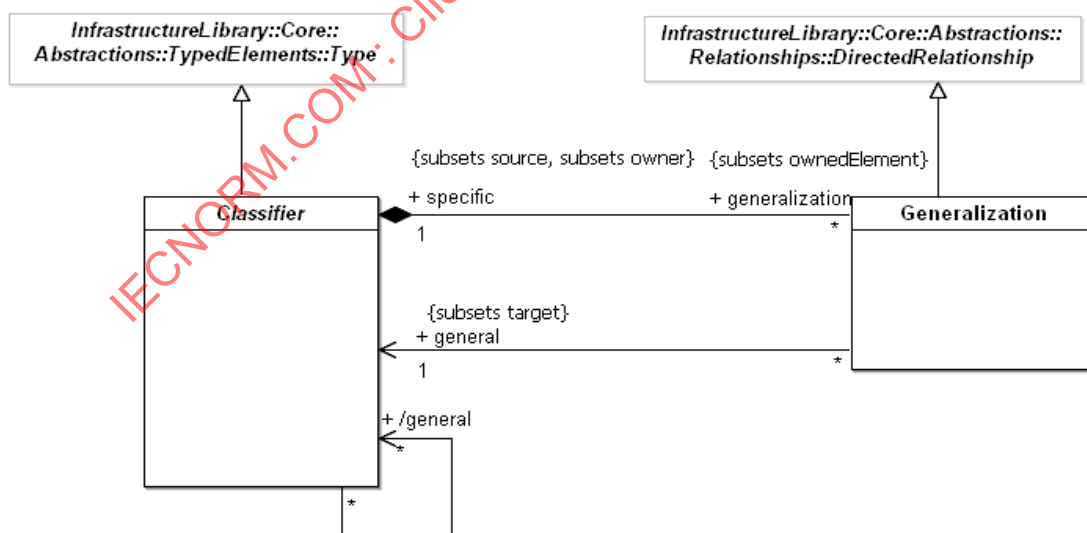 InfrastructureLibrary::Core::
Abstractions::TypedElements::Type
InfrastructureLibrary::Core::Abstractions::
Relationships::DirectedRelationship
{subsets source, subsets owner}
{subsets ownedElement}
+ specific
+ generalization
Classifier
Generalization
1
*
{subsets target}
+ general
1
*
+ /general
*
*
IECNORM.COM : Clic